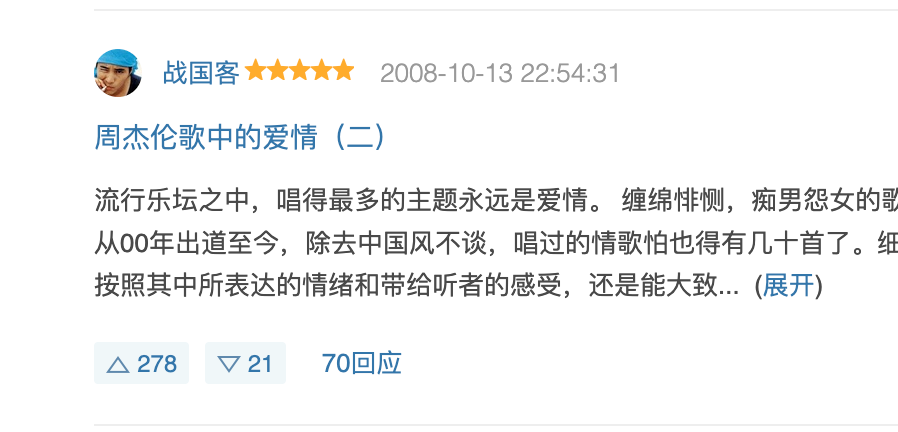 战国客 2008-10-13 22:54:31
周杰伦歌中的爱情（二）
流行乐坛之中，唱得最多的主题永远是爱情。 缠绵悱恻，痴男怨女的歌
从00年出道至今，除去中国风不谈，唱过的情歌怕也得有几十首了。细
按照其中所表达的情绪和带给听者的感受，还是能大致... (展开)
278 21 70回应